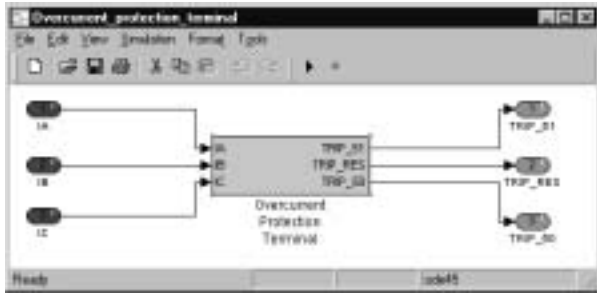 Overcurrent_protection_terminal
File Edit View Simulation Format Tools
IA
IB
IC
IA
IB
IC
TRIP_51
TRIP_RES
TRIP_50
Overcurrent
Protection
Terminal
TRIP_51
TRIP_RES
TRIP_50
Ready
ode45